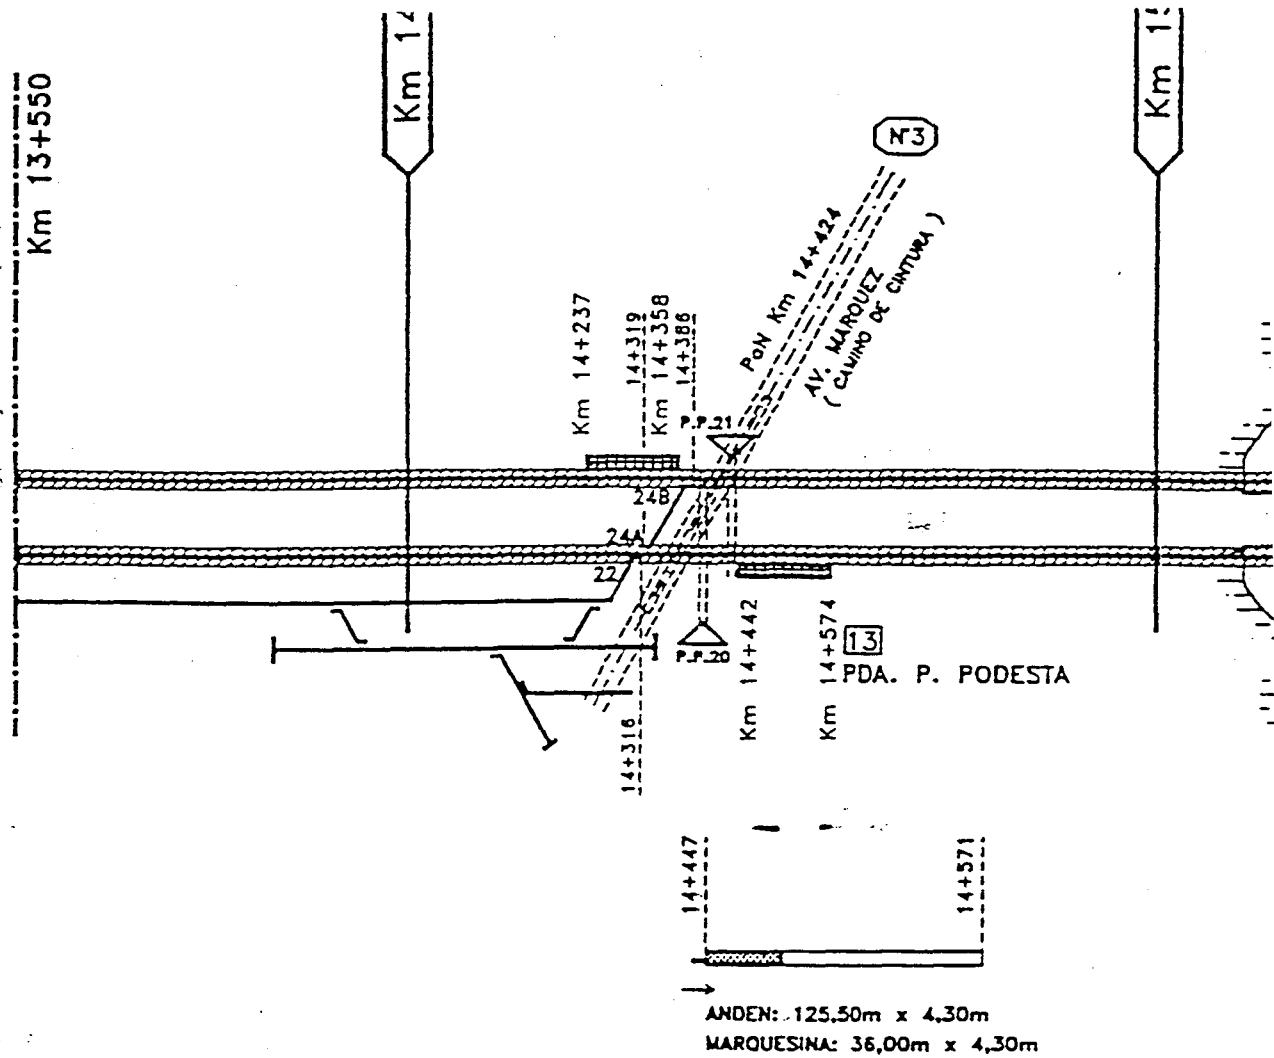 Km 13+550
Km 14
Km 15
N°3
PaN Km 14+424
AV. MARQUEZ
( CAMINO DE CINTURA )
Km 14+237
14+319
Km 14+358
14+386
P.P.21
24B
24A
22
P.P.20
14+316
Km 14+442
Km 14+574
13
PDA. P. PODESTA
14+447
14+571
ANDEN: 125,50m x 4,30m
MARQUESINA: 36,00m x 4,30m